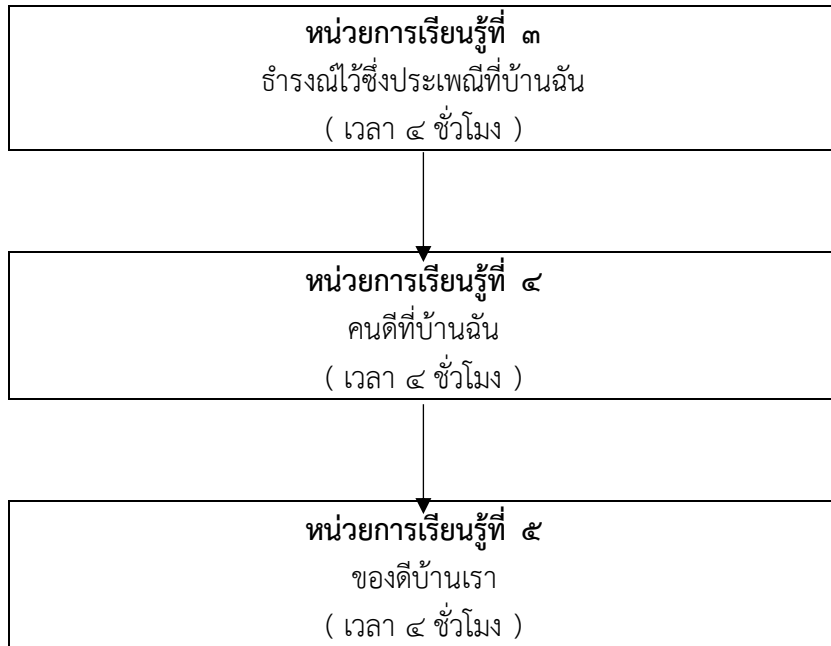 หน่วยการเรียนรู้ที่ ๓
ธำรงณ์ไว้ซึ่งประเพณีที่บ้านฉัน
( เวลา ๔ ชั่วโมง )
หน่วยการเรียนรู้ที่ ๔
คนดีที่บ้านฉัน
( เวลา ๔ ชั่วโมง )
หน่วยการเรียนรู้ที่ ๕
ของดีบ้านเรา
( เวลา ๔ ชั่วโมง )